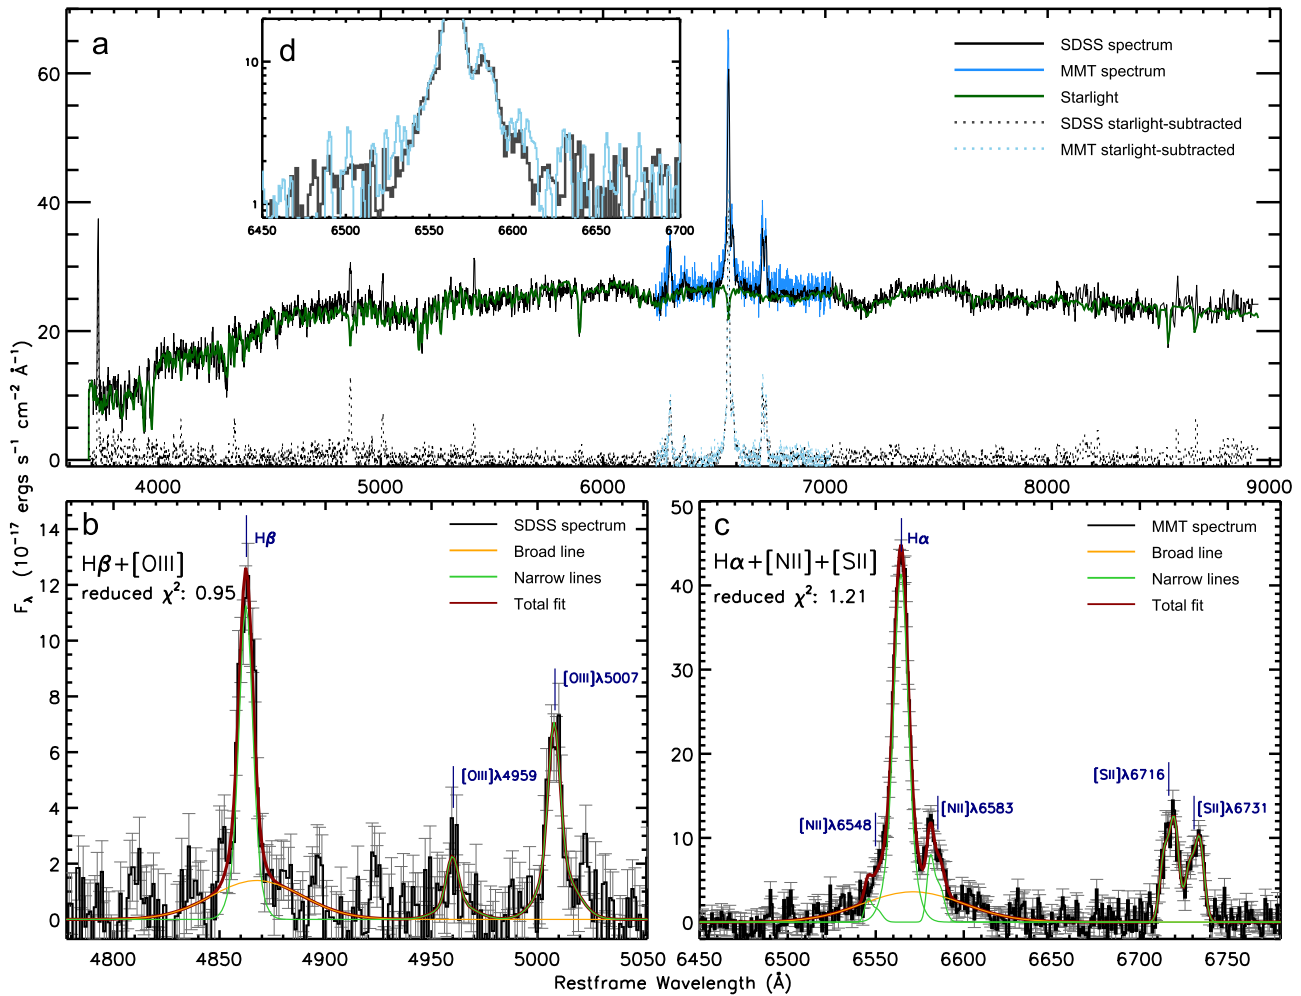 a
SDSS spectrum
MMT spectrum
Starlight
SDSS starlight-subtracted
MMT starlight-subtracted
60
40
20
0
4000 5000 6000 7000 8000 9000
d
10
1
6450 6500 6550 6600 6650 6700
F_λ (10⁻¹⁷ ergs s⁻¹ cm⁻² Å⁻¹)
b
Hβ+[OIII]
reduced χ²: 0.95
SDSS spectrum
Broad line
Narrow lines
Total fit
Hβ
[OIII]λ4959
[OIII]λ5007
14
12
10
8
6
4
2
0
4800 4850 4900 4950 5000 5050
c
Hα+[NII]+[SII]
reduced χ²: 1.21
MMT spectrum
Broad line
Narrow lines
Total fit
Hα
[NII]λ6548
[NII]λ6583
[SII]λ6716
[SII]λ6731
50
40
30
20
10
0
6450 6500 6550 6600 6650 6700 6750
Restframe Wavelength (Å)